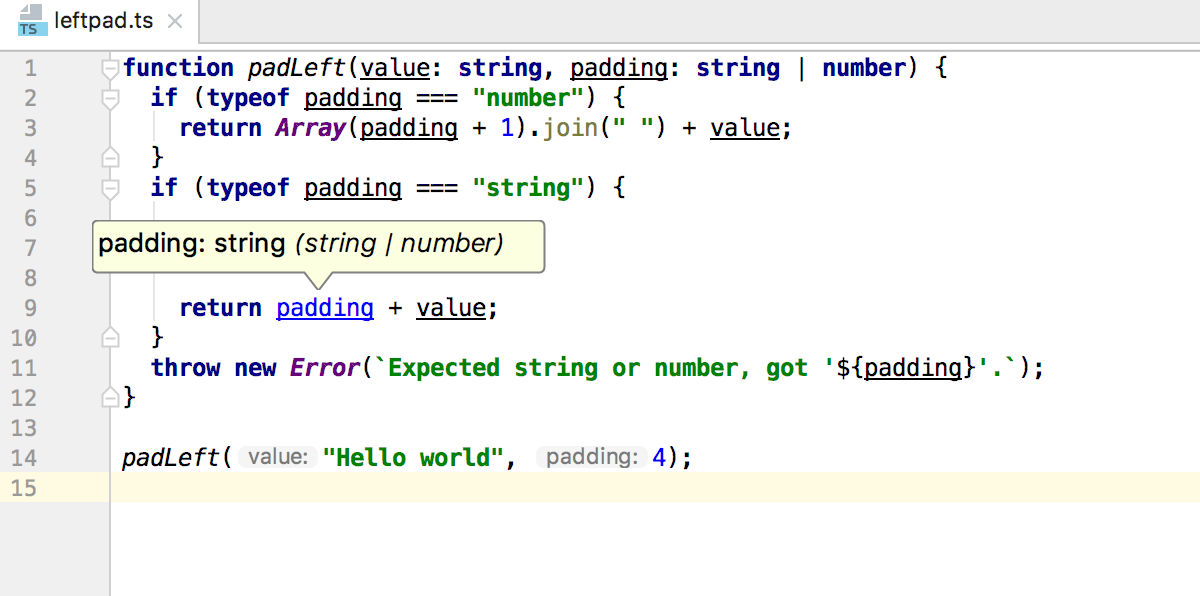 TS leftpad.ts ×
1 function padLeft(value: string, padding: string | number) {
2 if (typeof padding === "number") {
3 return Array(padding + 1).join(" ") + value;
4 }
5 if (typeof padding === "string") {
6
7 padding: string (string | number)
8
9 return padding + value;
10 }
11 throw new Error(`Expected string or number, got '${padding}'.`);
12 }
13
14 padLeft( value: "Hello world", padding: 4);
15